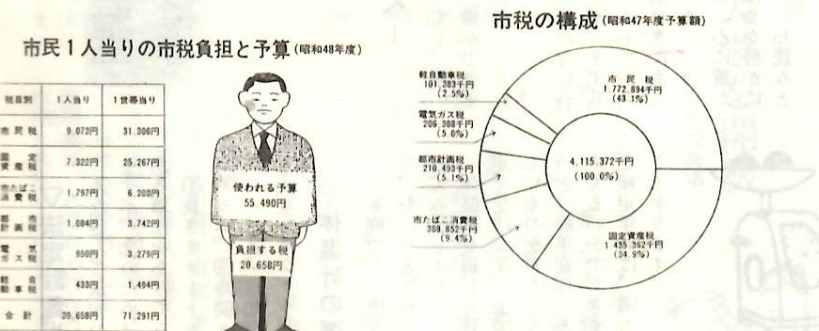 市民1人当りの市税負担と予算(昭和48年度)
税目別 1人当り 1世帯当り
市民税 9.072円 31.306円
固定資産税 7.322円 25.267円
市たばこ消費税 1.797円 6.203円
都市計画税 1.084円 3.742円
電気ガス税 950円 3.279円
軽自動車税 433円 1.494円
合計 20.658円 71.291円
使われる予算
55.490円
負担する税
20.658円
市税の構成(昭和47年度予算額)
軽自動車税
101.383千円
(2.5%)
電気ガス税
206.388千円
(5.0%)
都市計画税
210.493千円
(5.1%)
市たばこ消費税
388.852千円
(9.4%)
市民税
1.772.894千円
(43.1%)
4.115.372千円
(100.0%)
固定資産税
1.435.362千円
(34.9%)